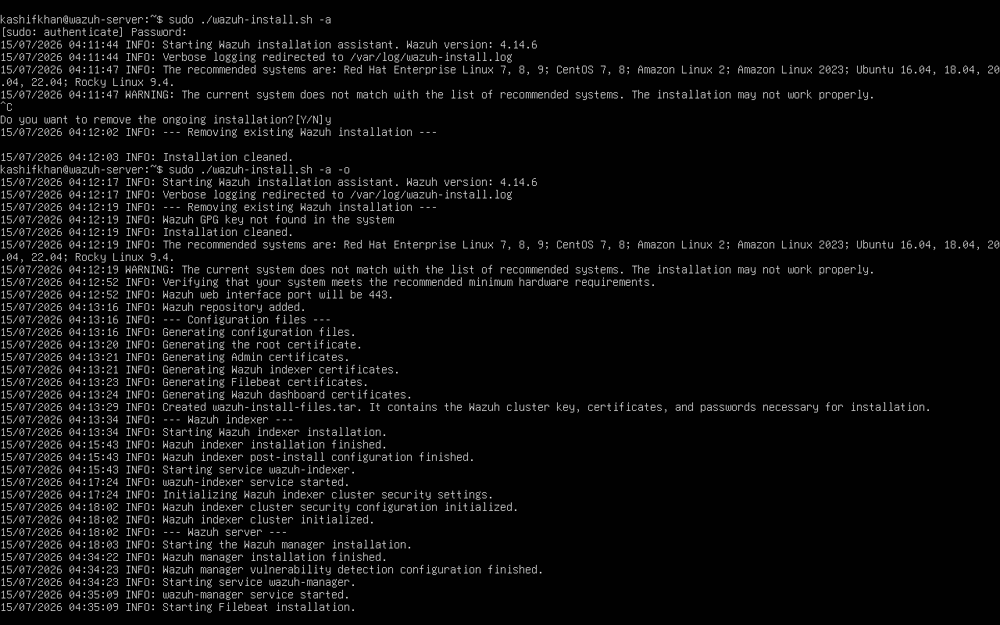 kashifkhan@wazuh-server:~$ sudo ./wazuh-install.sh -a
[sudo: authenticate] Password:
15/07/2026 04:11:44 INFO: Starting Wazuh installation assistant. Wazuh version: 4.14.6
15/07/2026 04:11:44 INFO: Verbose logging redirected to /var/log/wazuh-install.log
15/07/2026 04:11:47 INFO: The recommended systems are: Red Hat Enterprise Linux 7, 8, 9; CentOS 7, 8; Amazon Linux 2; Amazon Linux 2023; Ubuntu 16.04, 18.04, 20
.04, 22.04; Rocky Linux 9.4.
15/07/2026 04:11:47 WARNING: The current system does not match with the list of recommended systems. The installation may not work properly.
^C
Do you want to remove the ongoing installation?[Y/N]y
15/07/2026 04:12:02 INFO: --- Removing existing Wazuh installation ---
15/07/2026 04:12:03 INFO: Installation cleaned.
kashifkhan@wazuh-server:~$ sudo ./wazuh-install.sh -a -o
15/07/2026 04:12:17 INFO: Starting Wazuh installation assistant. Wazuh version: 4.14.6
15/07/2026 04:12:17 INFO: Verbose logging redirected to /var/log/wazuh-install.log
15/07/2026 04:12:19 INFO: --- Removing existing Wazuh installation ---
15/07/2026 04:12:19 INFO: Wazuh GPG key not found in the system
15/07/2026 04:12:19 INFO: Installation cleaned.
15/07/2026 04:12:19 INFO: The recommended systems are: Red Hat Enterprise Linux 7, 8, 9; CentOS 7, 8; Amazon Linux 2; Amazon Linux 2023; Ubuntu 16.04, 18.04, 20
.04, 22.04; Rocky Linux 9.4.
15/07/2026 04:12:19 WARNING: The current system does not match with the list of recommended systems. The installation may not work properly.
15/07/2026 04:12:52 INFO: Verifying that your system meets the recommended minimum hardware requirements.
15/07/2026 04:12:52 INFO: Wazuh web interface port will be 443.
15/07/2026 04:13:16 INFO: Wazuh repository added.
15/07/2026 04:13:16 INFO: --- Configuration files ---
15/07/2026 04:13:16 INFO: Generating configuration files.
15/07/2026 04:13:20 INFO: Generating the root certificate.
15/07/2026 04:13:21 INFO: Generating Admin certificates.
15/07/2026 04:13:21 INFO: Generating Wazuh indexer certificates.
15/07/2026 04:13:23 INFO: Generating Filebeat certificates.
15/07/2026 04:13:24 INFO: Generating Wazuh dashboard certificates.
15/07/2026 04:13:29 INFO: Created wazuh-install-files.tar. It contains the Wazuh cluster key, certificates, and passwords necessary for installation.
15/07/2026 04:13:34 INFO: --- Wazuh indexer ---
15/07/2026 04:13:34 INFO: Starting Wazuh indexer installation.
15/07/2026 04:15:43 INFO: Wazuh indexer installation finished.
15/07/2026 04:15:43 INFO: Wazuh indexer post-install configuration finished.
15/07/2026 04:15:43 INFO: Starting service wazuh-indexer.
15/07/2026 04:17:24 INFO: wazuh-indexer service started.
15/07/2026 04:17:24 INFO: Initializing Wazuh indexer cluster security settings.
15/07/2026 04:18:02 INFO: Wazuh indexer cluster security configuration initialized.
15/07/2026 04:18:02 INFO: Wazuh indexer cluster initialized.
15/07/2026 04:18:02 INFO: --- Wazuh server ---
15/07/2026 04:18:03 INFO: Starting the Wazuh manager installation.
15/07/2026 04:34:22 INFO: Wazuh manager installation finished.
15/07/2026 04:34:23 INFO: Wazuh manager vulnerability detection configuration finished.
15/07/2026 04:34:23 INFO: Starting service wazuh-manager.
15/07/2026 04:35:09 INFO: wazuh-manager service started.
15/07/2026 04:35:09 INFO: Starting Filebeat installation.